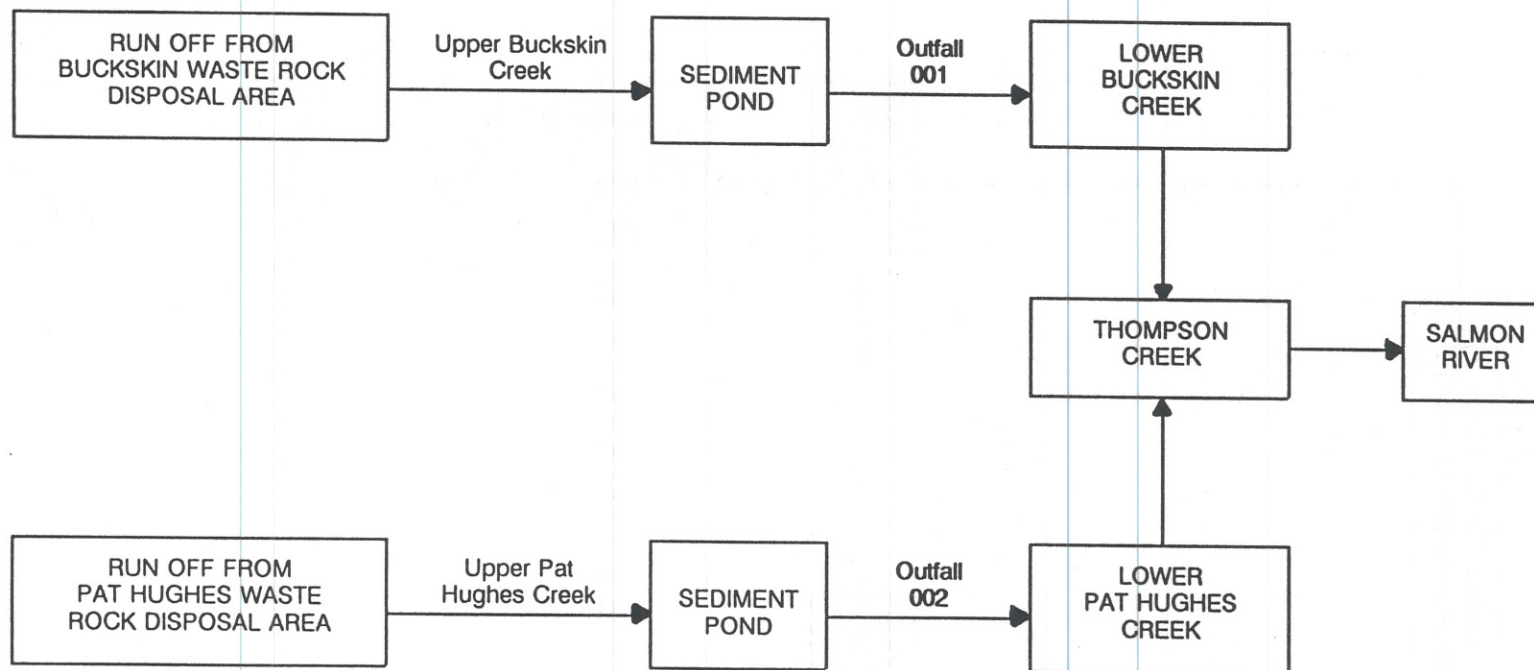 RUN OFF FROM
BUCKSKIN WASTE ROCK
DISPOSAL AREA
Upper Buckskin
Creek
SEDIMENT
POND
Outfall
001
LOWER
BUCKSKIN
CREEK
THOMPSON
CREEK
SALMON
RIVER
RUN OFF FROM
PAT HUGHES WASTE
ROCK DISPOSAL AREA
Upper Pat
Hughes Creek
SEDIMENT
POND
Outfall
002
LOWER
PAT HUGHES
CREEK